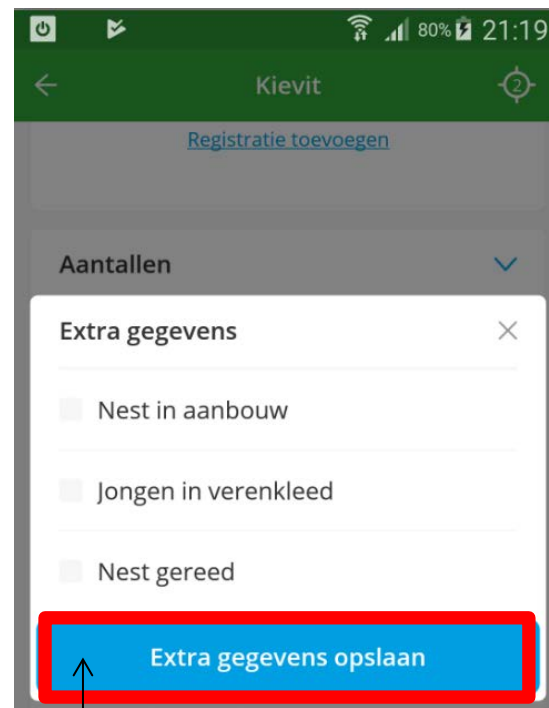 80% 21:19
Kievit
2
Registratie toevoegen
Aantallen
Extra gegevens
Nest in aanbouw
Jongen in verenkleed
Nest gereed
Extra gegevens opslaan